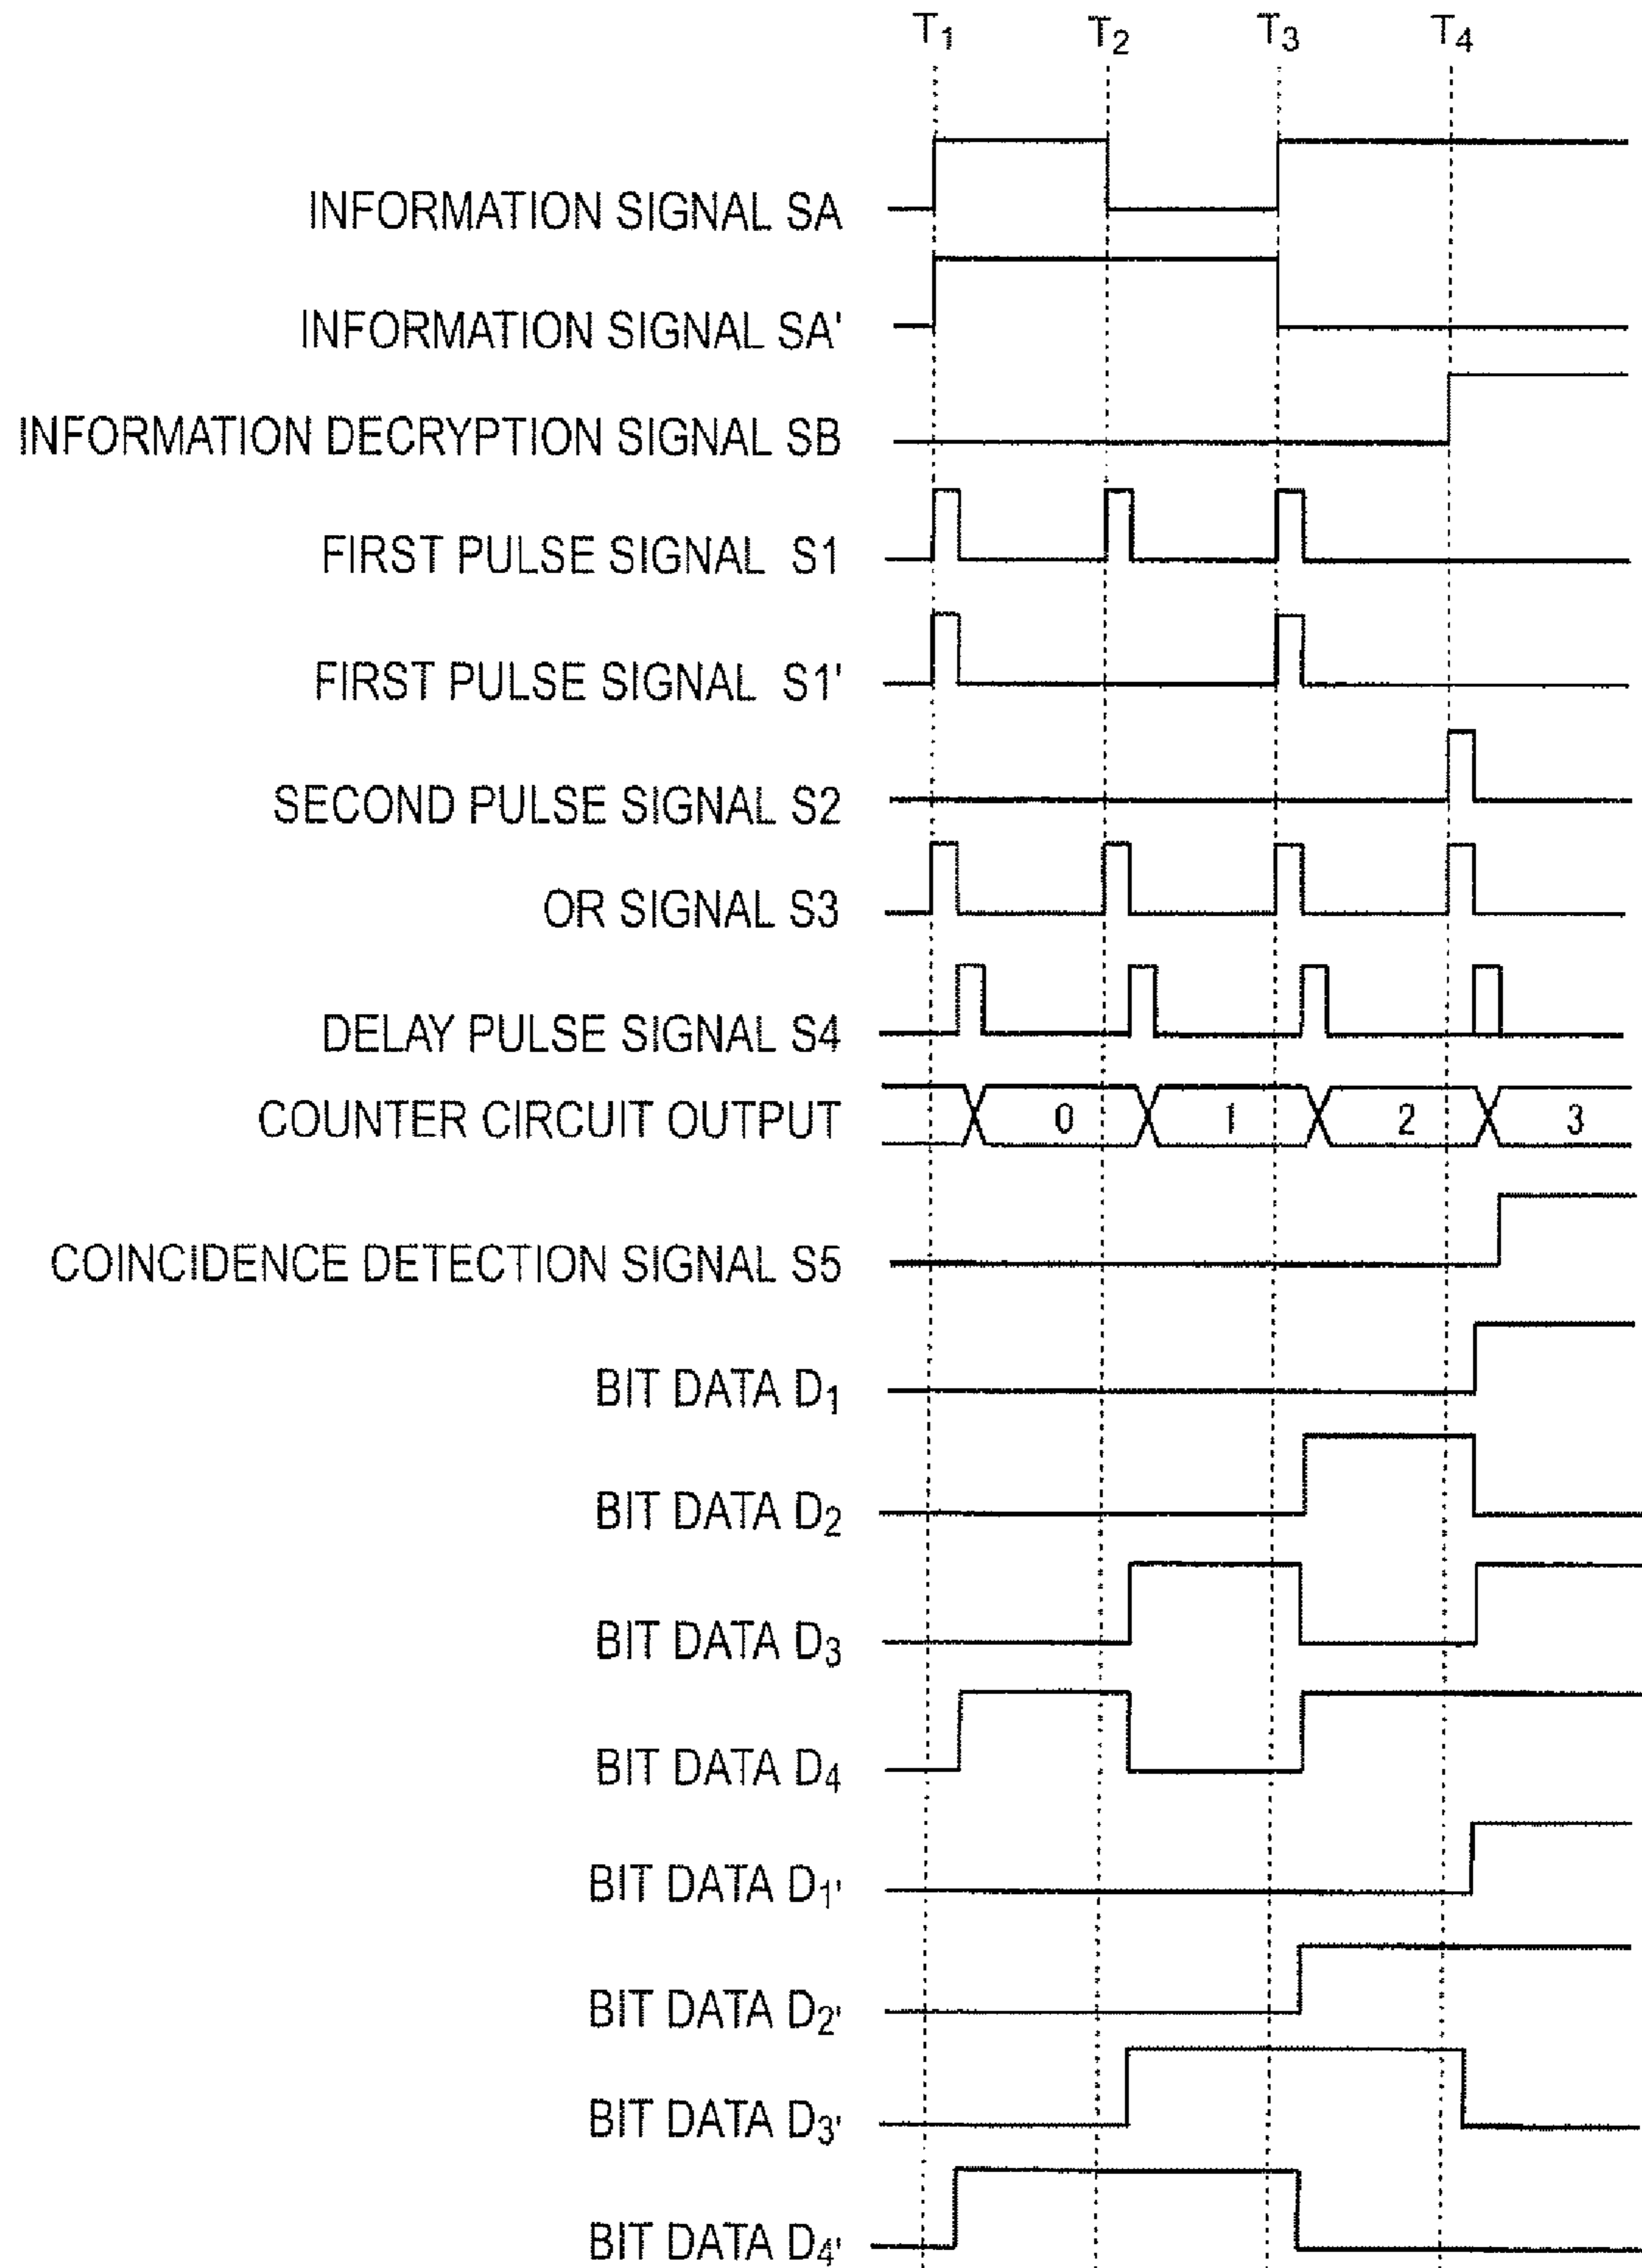 T1 T2 T3 T4
INFORMATION SIGNAL SA
INFORMATION SIGNAL SA'
INFORMATION DECRYPTION SIGNAL SB
FIRST PULSE SIGNAL S1
FIRST PULSE SIGNAL S1'
SECOND PULSE SIGNAL S2
OR SIGNAL S3
DELAY PULSE SIGNAL S4
COUNTER CIRCUIT OUTPUT 0 1 2 3
COINCIDENCE DETECTION SIGNAL S5
BIT DATA D1
BIT DATA D2
BIT DATA D3
BIT DATA D4
BIT DATA D1'
BIT DATA D2'
BIT DATA D3'
BIT DATA D4'